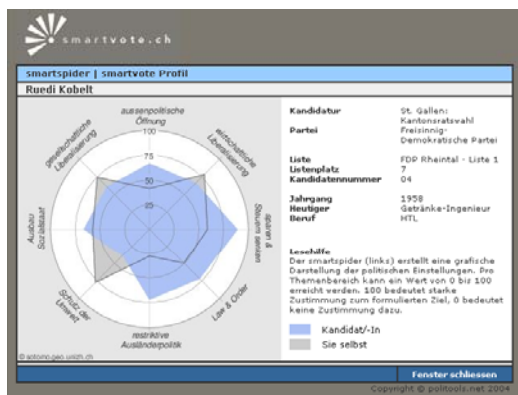 smartvote.ch
smartspider | smartvote Profil
Ruedi Kobelt
aussenpolitische
Öffnung
wirtschaftliche
Liberalisierung
sparen &
Steuern senken
Law & Order
restriktive
Ausländerpolitik
Schutz der
Umwelt
Ausbau
Sozialstaat
gesellschaftliche
Liberalisierung
100
75
50
25
© sotomo.geo.unizh.ch
Kandidatur St. Gallen:
Kantonsratswahl
Partei Freisinnig-
Demokratische Partei
Liste FDP Rheintal - Liste 1
Listenplatz 7
Kandidatennummer 04
Jahrgang 1958
Heutiger Getränke-Ingenieur
Beruf HTL
Lesehilfe
Der smartspider (links) erstellt eine grafische
Darstellung der politischen Einstellungen. Pro
Themenbereich kann ein Wert von 0 bis 100
erreicht werden. 100 bedeutet starke
Zustimmung zum formulierten Ziel, 0 bedeutet
keine Zustimmung dazu.
Kandidat/-In
Sie selbst
Fenster schliessen
Copyright © politools.net 2004